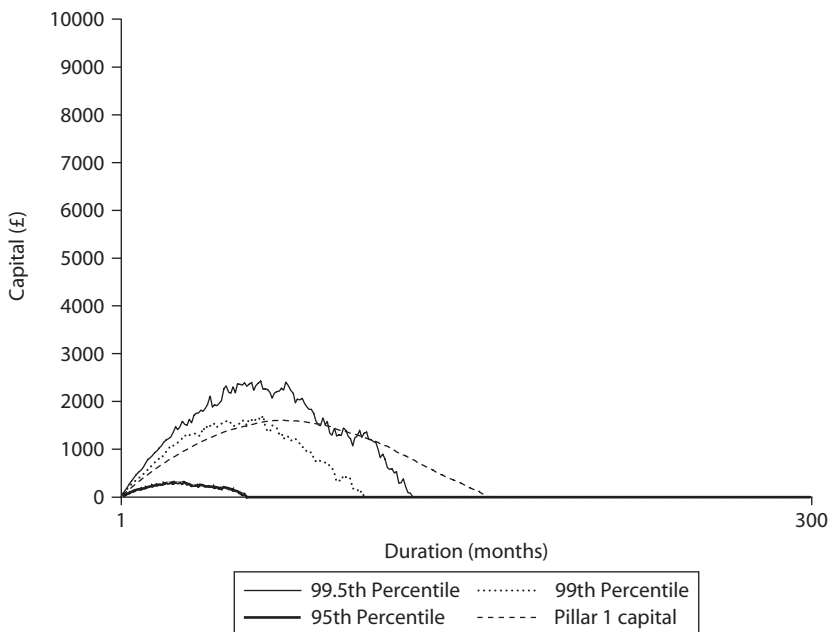 10000
9000
8000
7000
6000
5000
4000
3000
2000
1000
0
Capital (£)
1
300
Duration (months)
99.5th Percentile
99th Percentile
95th Percentile
Pillar 1 capital